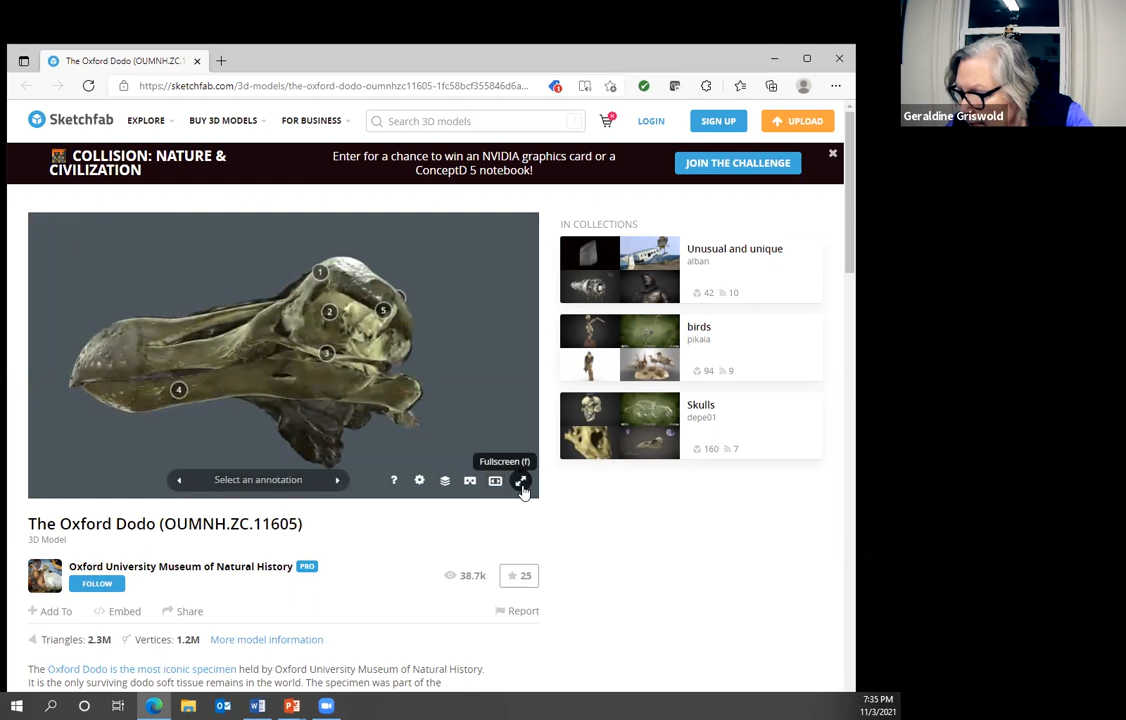 Geraldine Griswold
The Oxford Dodo (OUMNH.ZC.1
https://sketchfab.com/3d-models/the-oxford-dodo-oumnhzc11605-1fc58bcf355846d6a...
Sketchfab
EXPLORE
BUY 3D MODELS
FOR BUSINESS
Search 3D models
/
LOGIN
SIGN UP
UPLOAD
COLLISION: NATURE &
CIVILIZATION
Enter for a chance to win an NVIDIA graphics card or a
ConceptD 5 notebook!
JOIN THE CHALLENGE
IN COLLECTIONS
Unusual and unique
alban
42 10
birds
pikaia
94 9
Skulls
depe01
160 7
1
2
5
3
4
Fullscreen (f)
Select an annotation
?
The Oxford Dodo (OUMNH.ZC.11605)
3D Model
Oxford University Museum of Natural History PRO
FOLLOW
38.7k
25
Add To
</> Embed
Share
Report
Triangles: 2.3M
Vertices: 1.2M
More model information
The Oxford Dodo is the most iconic specimen held by Oxford University Museum of Natural History.
It is the only surviving dodo soft tissue remains in the world. The specimen was part of the
7:35 PM
11/3/2021